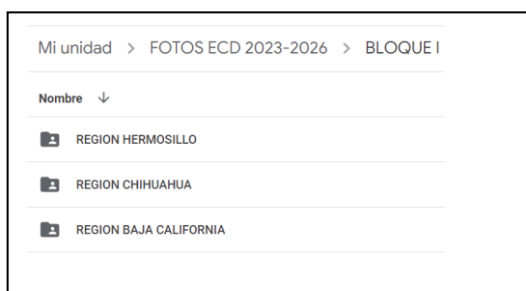 Mi unidad > FOTOS ECD 2023-2026 > BLOQUE I
Nombre ↓
REGION HERMOSILLO
REGION CHIHUAHUA
REGION BAJA CALIFORNIA